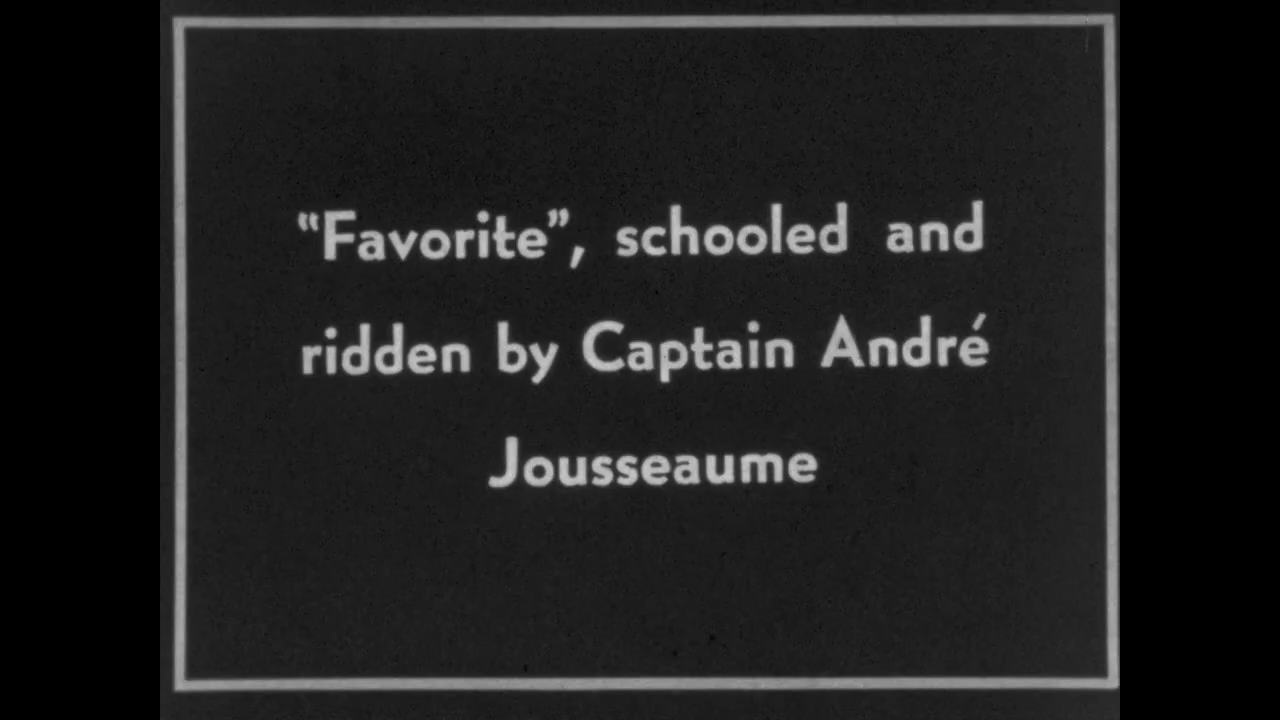 “Favorite”, schooled and
ridden by Captain André
Jousseaume